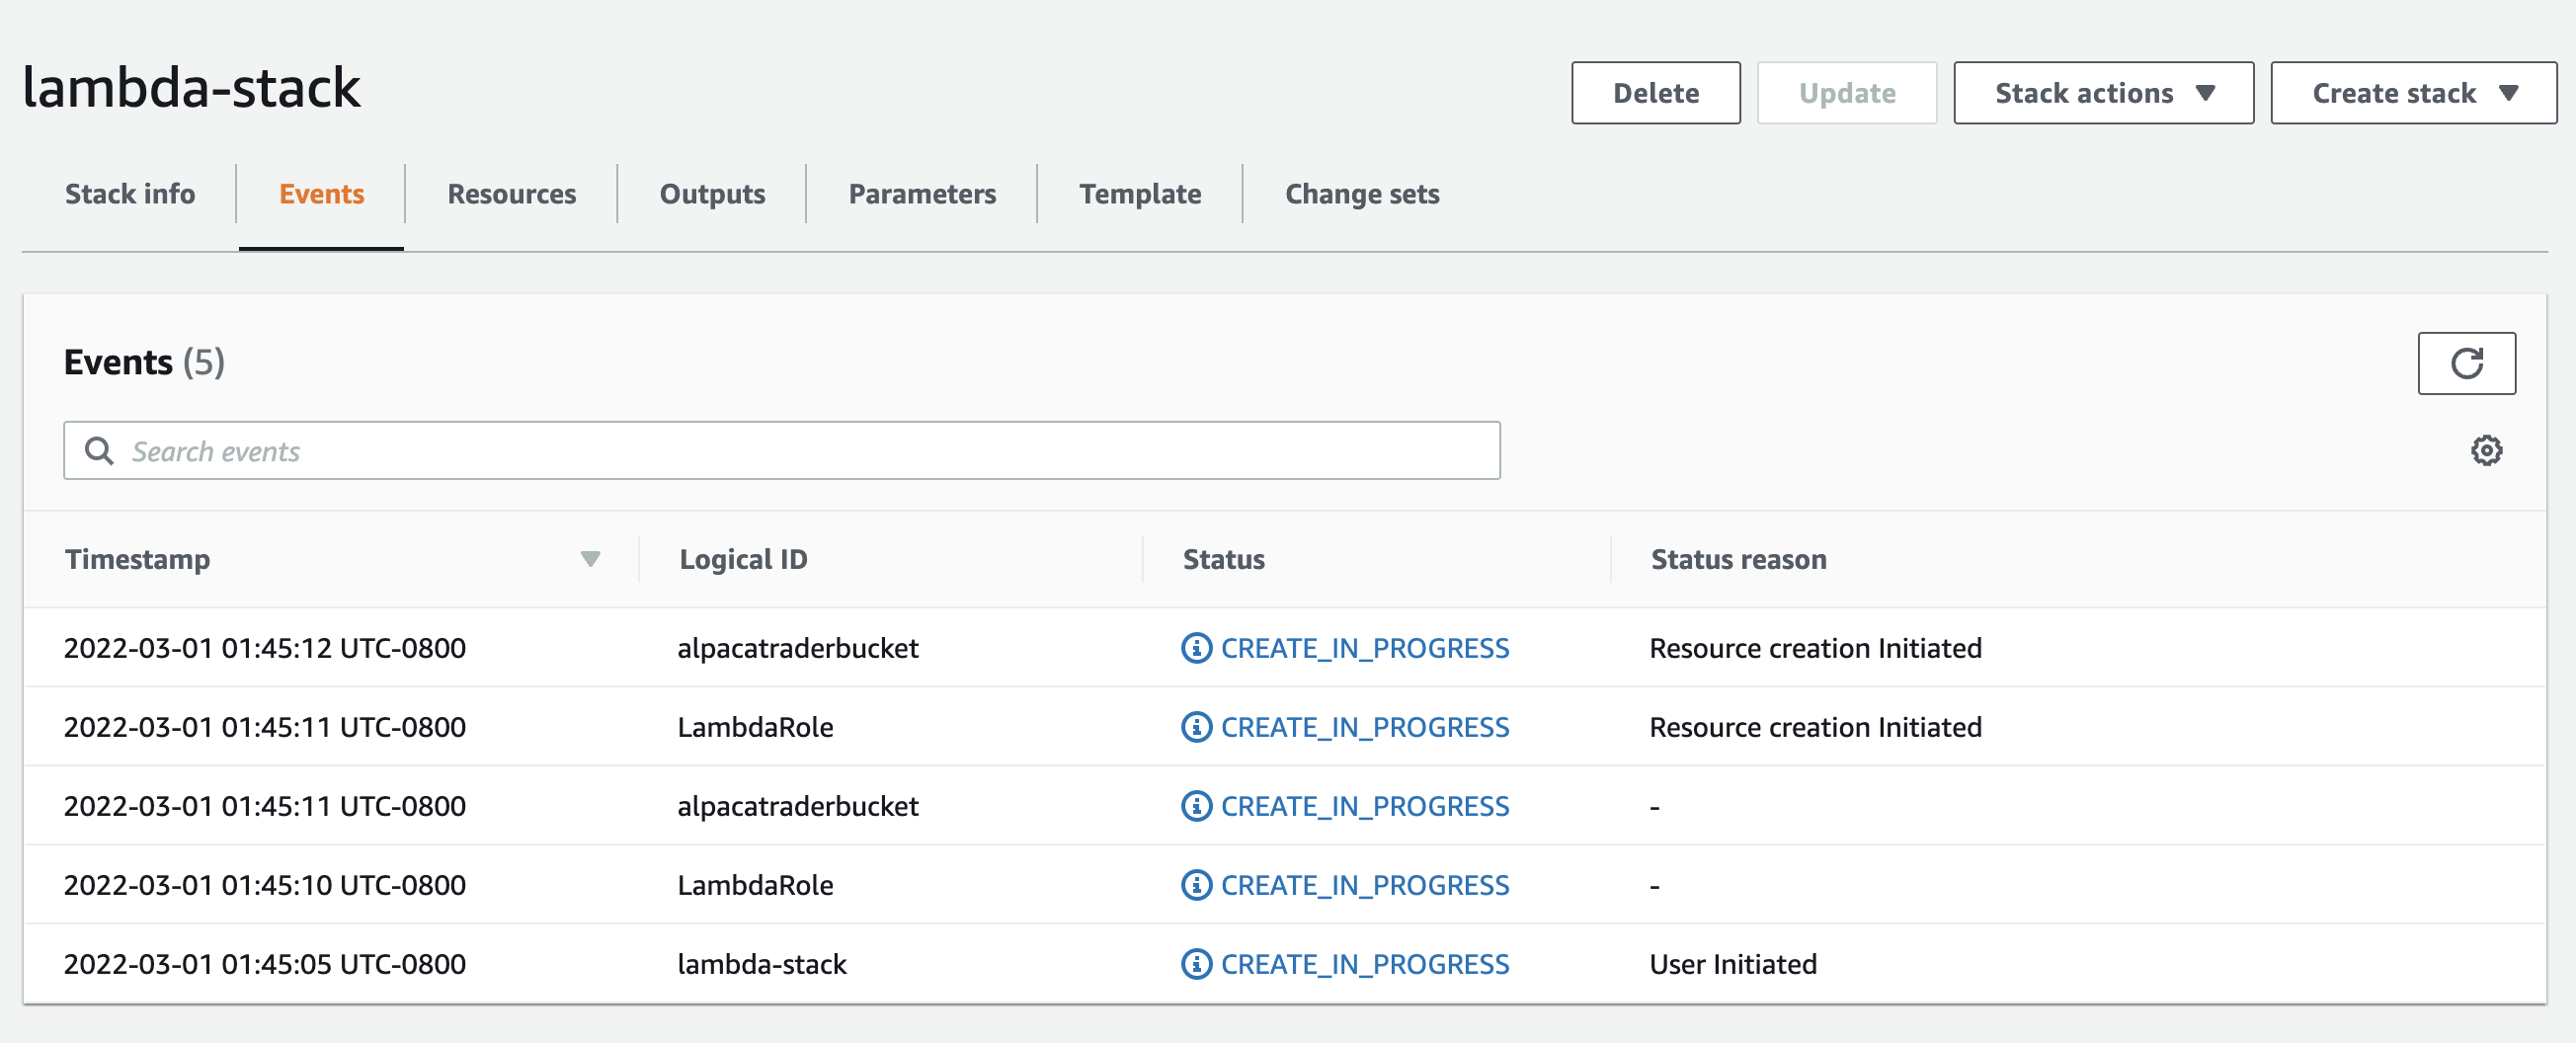 lambda-stack
Delete Update Stack actions Create stack
Stack info Events Resources Outputs Parameters Template Change sets
Events (5)
Search events
Timestamp Logical ID Status Status reason
2022-03-01 01:45:12 UTC-0800 alpacatraderbucket CREATE_IN_PROGRESS Resource creation Initiated
2022-03-01 01:45:11 UTC-0800 LambdaRole CREATE_IN_PROGRESS Resource creation Initiated
2022-03-01 01:45:11 UTC-0800 alpacatraderbucket CREATE_IN_PROGRESS -
2022-03-01 01:45:10 UTC-0800 LambdaRole CREATE_IN_PROGRESS -
2022-03-01 01:45:05 UTC-0800 lambda-stack CREATE_IN_PROGRESS User Initiated